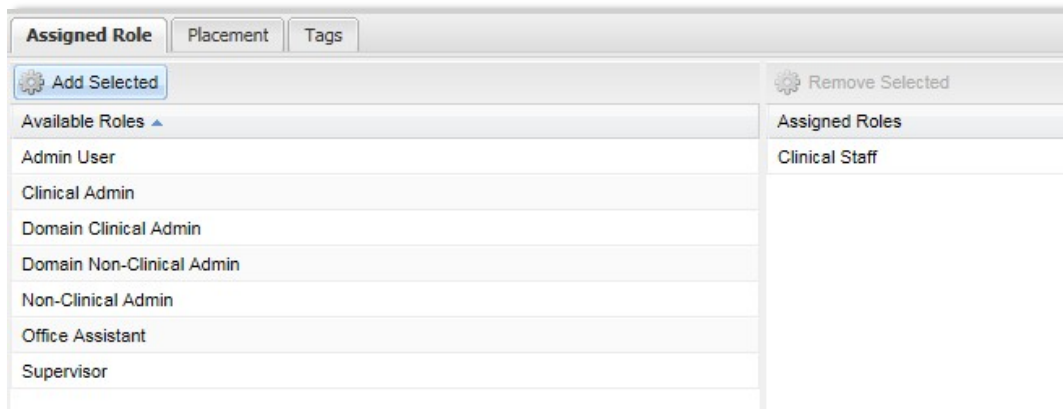 Assigned Role Placement Tags
Add Selected Remove Selected
Available Roles Assigned Roles
Admin User Clinical Staff
Clinical Admin
Domain Clinical Admin
Domain Non-Clinical Admin
Non-Clinical Admin
Office Assistant
Supervisor